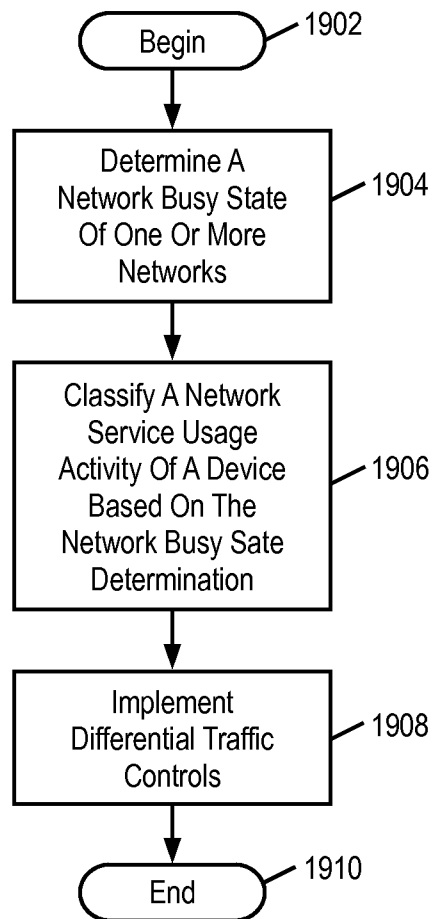 Begin
1902
Determine A
Network Busy State
Of One Or More
Networks
1904
Classify A Network
Service Usage
Activity Of A Device
Based On The
Network Busy Sate
Determination
1906
Implement
Differential Traffic
Controls
1908
End
1910